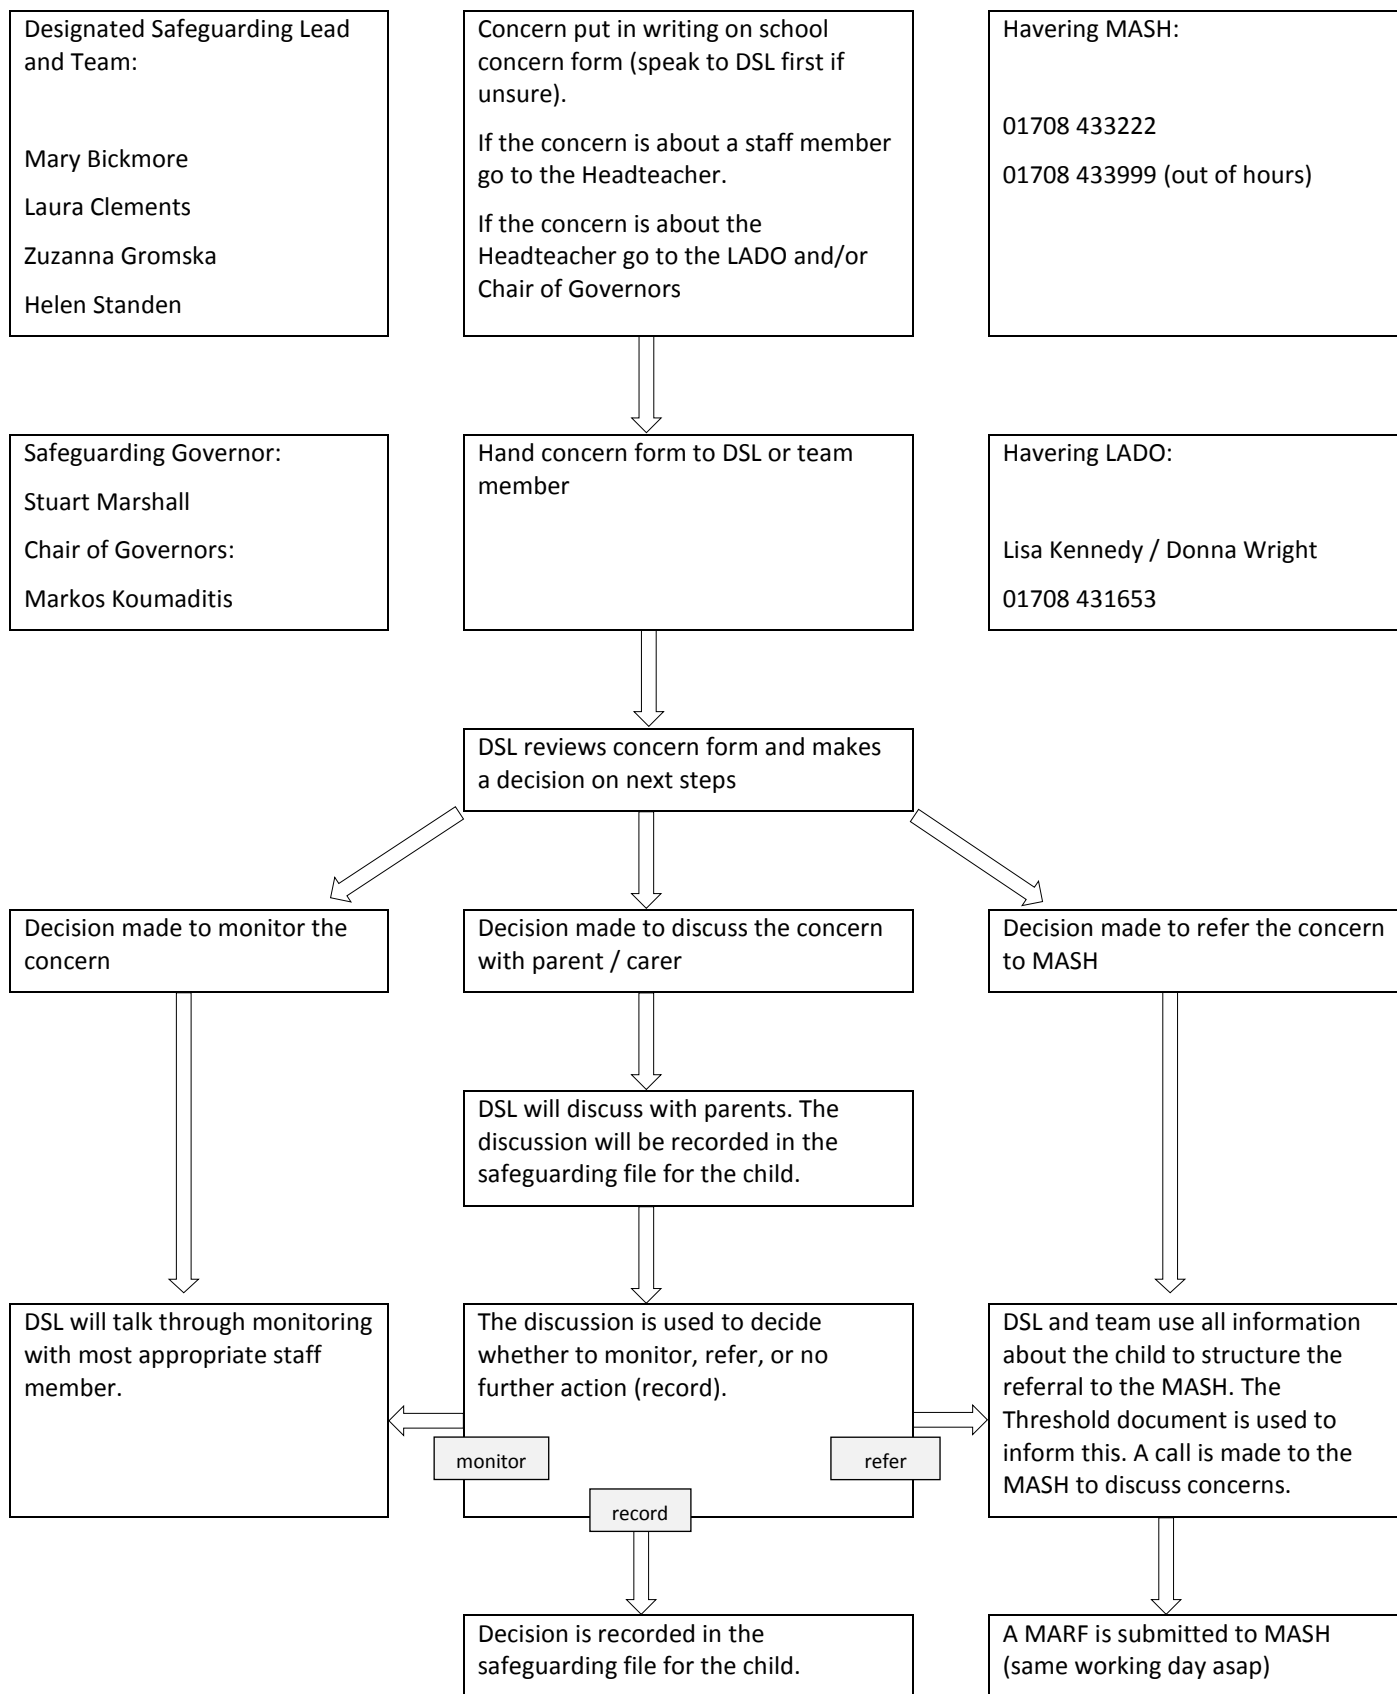 Designated Safeguarding Lead
and Team:
Mary Bickmore
Laura Clements
Zuzanna Gromska
Helen Standen
Concern put in writing on school
concern form (speak to DSL first if
unsure).
If the concern is about a staff member
go to the Headteacher.
If the concern is about the
Headteacher go to the LADO and/or
Chair of Governors
Havering MASH:
01708 433222
01708 433999 (out of hours)
Safeguarding Governor:
Stuart Marshall
Chair of Governors:
Markos Koumaditis
Hand concern form to DSL or team
member
Havering LADO:
Lisa Kennedy / Donna Wright
01708 431653
DSL reviews concern form and makes
a decision on next steps
Decision made to monitor the
concern
Decision made to discuss the concern
with parent / carer
Decision made to refer the concern
to MASH
DSL will discuss with parents. The
discussion will be recorded in the
safeguarding file for the child.
DSL will talk through monitoring
with most appropriate staff
member.
The discussion is used to decide
whether to monitor, refer, or no
further action (record).
monitor
refer
record
DSL and team use all information
about the child to structure the
referral to the MASH. The
Threshold document is used to
inform this. A call is made to the
MASH to discuss concerns.
Decision is recorded in the
safeguarding file for the child.
A MARF is submitted to MASH
(same working day asap)